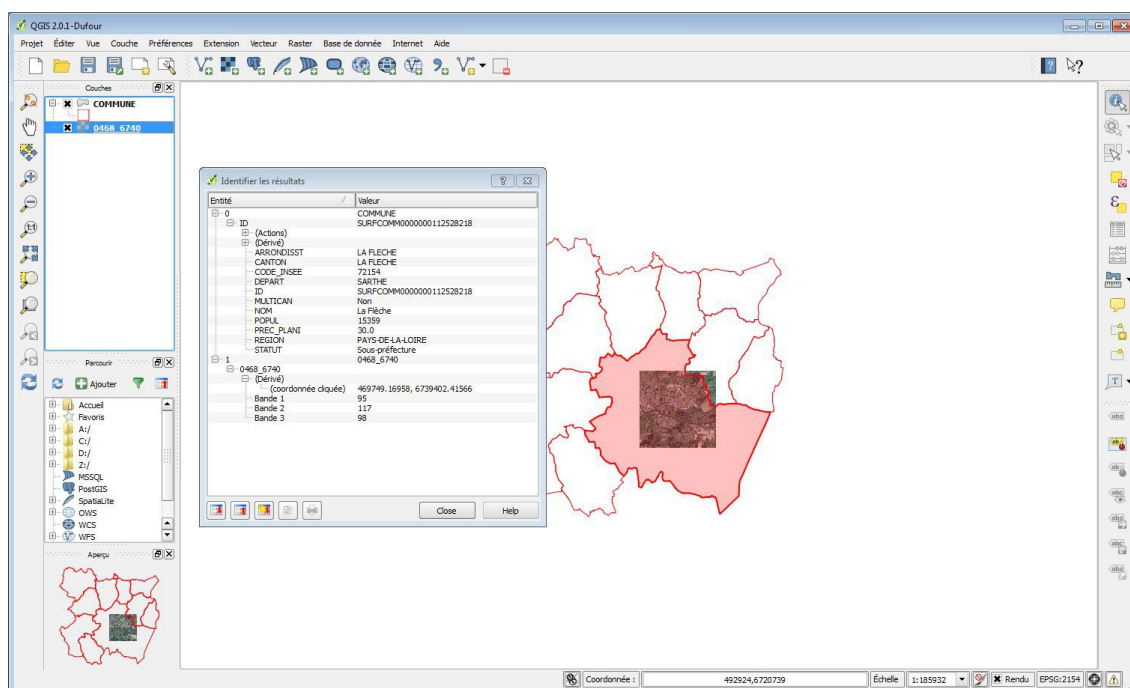 QGIS 2.0.1-Dufour
Projet Éditer Vue Couche Préférences Extension Vecteur Raster Base de donnée Internet Aide
Couches
COMMUNE
0468_6740
Parcourir
Ajouter
Accueil
Favoris
A:/
C:/
D:/
Z:/
MSSQL
PostGIS
SpatiaLite
OWS
WCS
WFS
Aperçu
Identifier les résultats
Entité Valeur
0 COMMUNE
ID SURFCOMM0000000112528218
(Actions)
(Dérivé)
ARRONDISST LA FLECHE
CANTON LA FLECHE
CODE_INSEE 72154
DEPART SARTHE
ID SURFCOMM0000000112528218
MULTICAN Non
NOM La Flèche
POPUL 15359
PREC_PLANI 30.0
REGION PAYS-DE-LA-LOIRE
STATUT Sous-préfecture
1 0468_6740
0468_6740
(Dérivé)
(coordonnée cliquée) 469749.16958, 6739402.41566
Bande 1 95
Bande 2 117
Bande 3 98
Close Help
Coordonnée : 492924,6720739 Échelle 1:185932 Rendu EPSG:2154